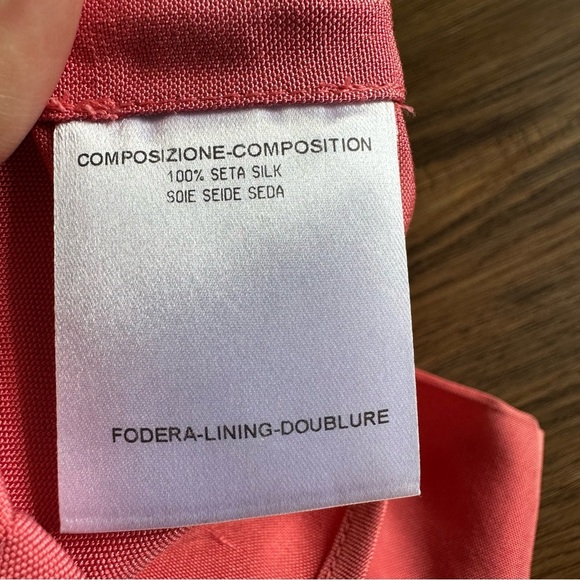 COMPOSIZIONE-COMPOSITION
100% SETA SILK
SOIE SEIDE SEDA
FODERA-LINING-DOUBLURE